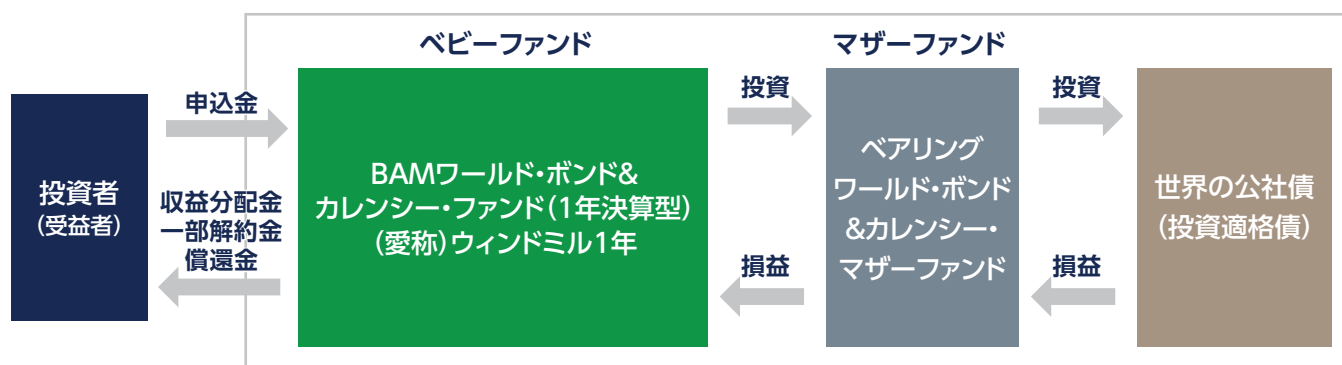 ベビーファンド
マザーファンド
投資者
(受益者)
申込金
収益分配金
一部解約金
償還金
BAMワールド・ボンド&
カレンシー・ファンド(1年決算型)
(愛称)ウィンドミル1年
投資
損益
ベアリング
ワールド・ボンド
&カレンシー・
マザーファンド
投資
損益
世界の公社債
(投資適格債)